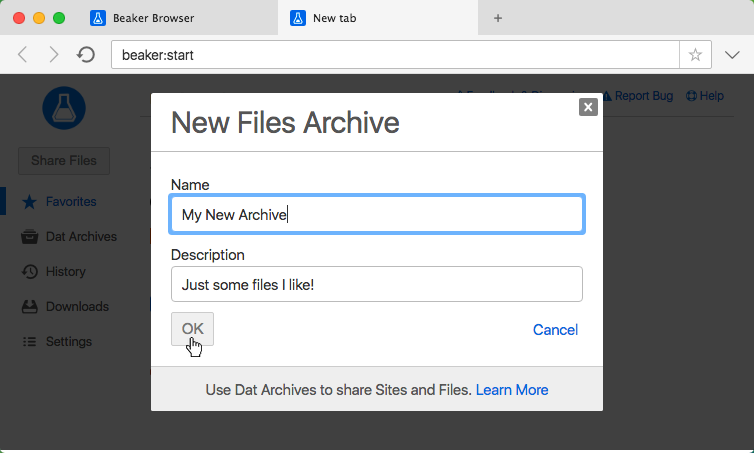 Beaker Browser
New tab
beaker:start
Report Bug
Help
Share Files
Favorites
Dat Archives
History
Downloads
Settings
New Files Archive
Name
My New Archive
Description
Just some files I like!
OK
Cancel
Use Dat Archives to share Sites and Files. Learn More